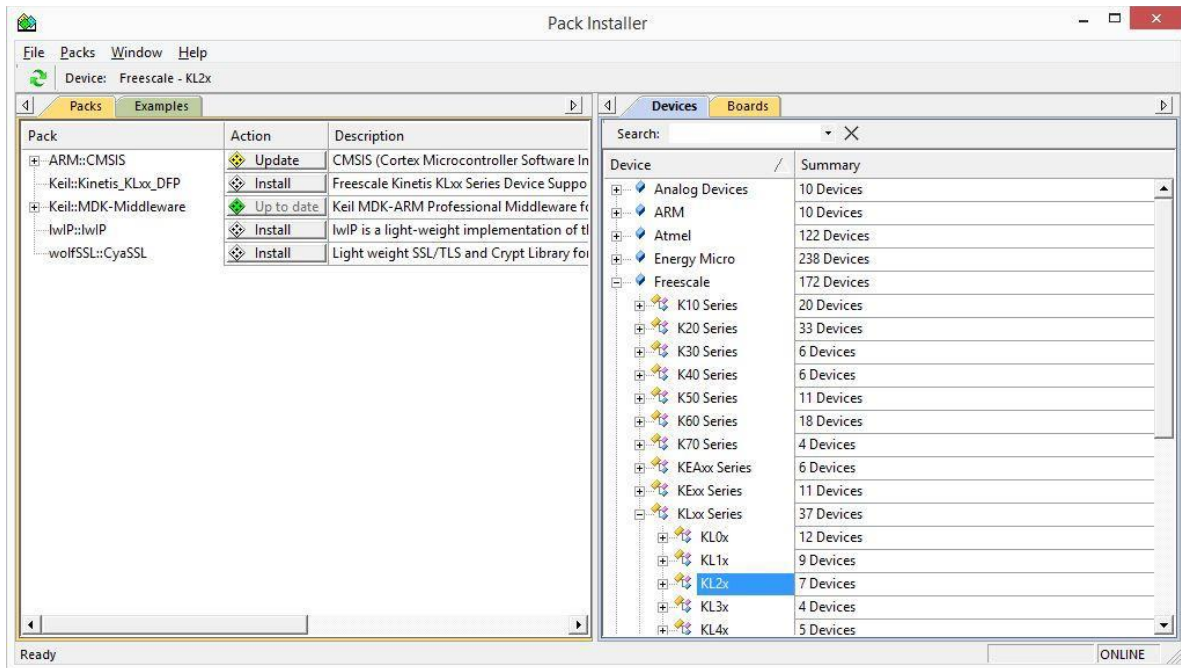 Pack Installer
File Packs Window Help
Device: Freescale - KL2x
Packs Examples
Pack Action Description
ARM::CMSIS Update CMSIS (Cortex Microcontroller Software In
Keil::Kinetis_KLxx_DFP Install Freescale Kinetis KLxx Series Device Suppo
Keil::MDK-Middleware Up to date Keil MDK-ARM Professional Middleware fo
lwIP::lwIP Install lwIP is a light-weight implementation of t
wolfSSL::CyaSSL Install Light weight SSL/TLS and Crypt Library for
Devices Boards
Search:
Device Summary
Analog Devices 10 Devices
ARM 10 Devices
Atmel 122 Devices
Energy Micro 238 Devices
Freescale 172 Devices
K10 Series 20 Devices
K20 Series 33 Devices
K30 Series 6 Devices
K40 Series 6 Devices
K50 Series 11 Devices
K60 Series 18 Devices
K70 Series 4 Devices
KEAxx Series 6 Devices
KExx Series 11 Devices
KLxx Series 37 Devices
KL0x 12 Devices
KL1x 9 Devices
KL2x 7 Devices
KL3x 4 Devices
KL4x 5 Devices
Ready ONLINE